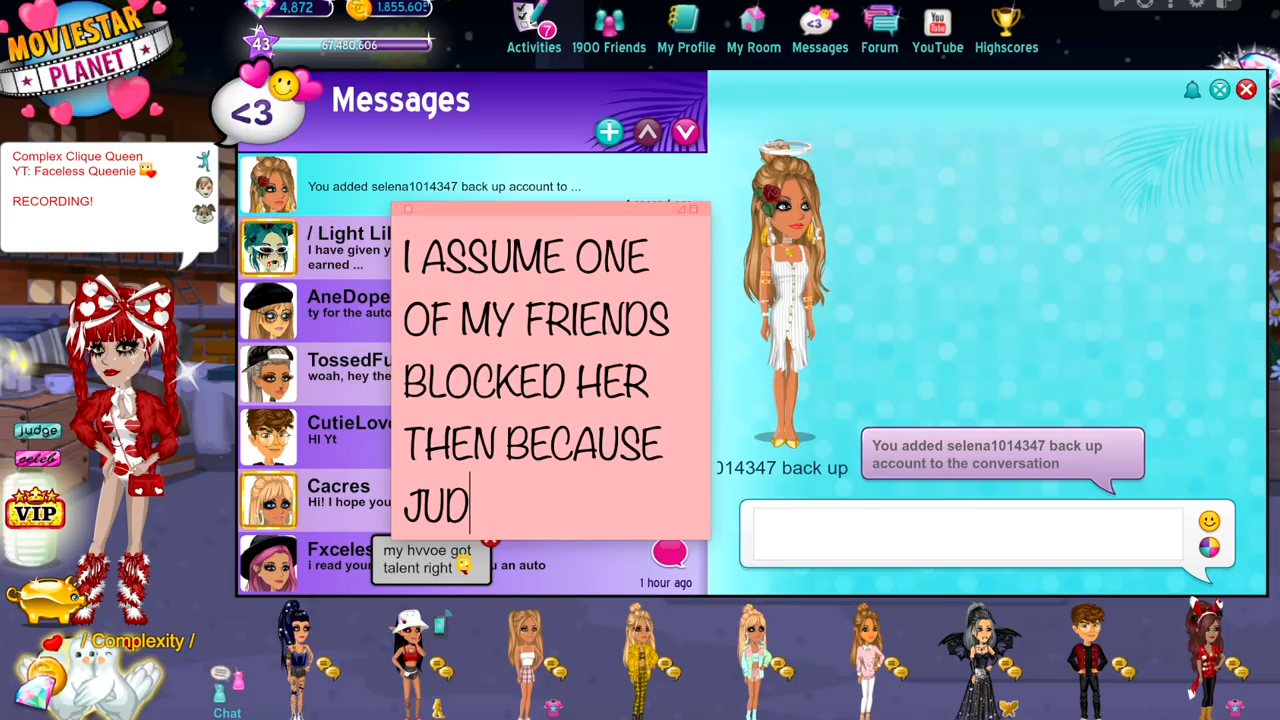 MOVIESTAR
PLANET
4,872
1,855,605
43
67,480,606
7
Activities
1900 Friends
My Profile
My Room
Messages
Forum
You
Tube
YouTube
Highscores
<3
Messages
Complex Clique Queen
YT: Faceless Queenie
RECORDING!
You added selena1014347 back up account to ...
/ Light Lil
I have given y
earned ...
AneDope
ty for the auto
TossedFu
woah, hey the
CutieLov
HI Yt
Cacres
Hi! I hope you
Fxceles
i read your
u an auto
1 hour ago
I ASSUME ONE
OF MY FRIENDS
BLOCKED HER
THEN BECAUSE
JUD
my hvvoe got
talent right
014347 back up
You added selena1014347 back up
account to the conversation
judge
celeb
VIP
/ Complexity /
Chat